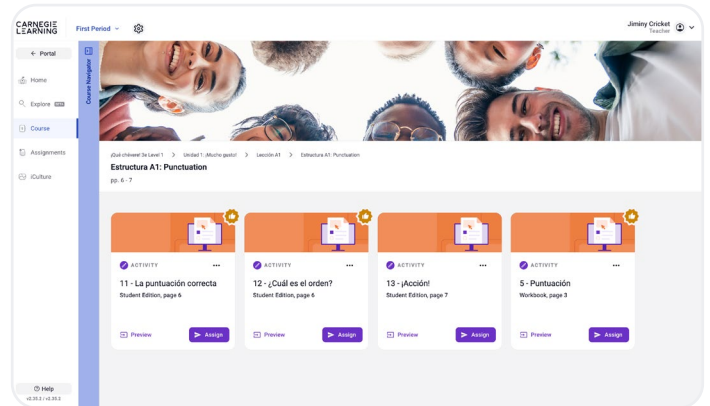 CARNEGIE
LEARNING
First Period
Jiminy Cricket
Teacher
← Portal
Home
Explore BETA
Course
Assignments
iCulture
Course Navigator
¡Qué chévere! 3e Level 1 > Unidad 1: ¡Mucho gusto! > Lección A1 > Estructura A1: Punctuation
Estructura A1: Punctuation
pp. 6 - 7
ACTIVITY
11 - La puntuación correcta
Student Edition, page 6
Preview
Assign
ACTIVITY
12 - ¿Cuál es el orden?
Student Edition, page 6
Preview
Assign
ACTIVITY
13 - ¡Acción!
Student Edition, page 7
Preview
Assign
ACTIVITY
5 - Puntuación
Workbook, page 3
Preview
Assign
Help